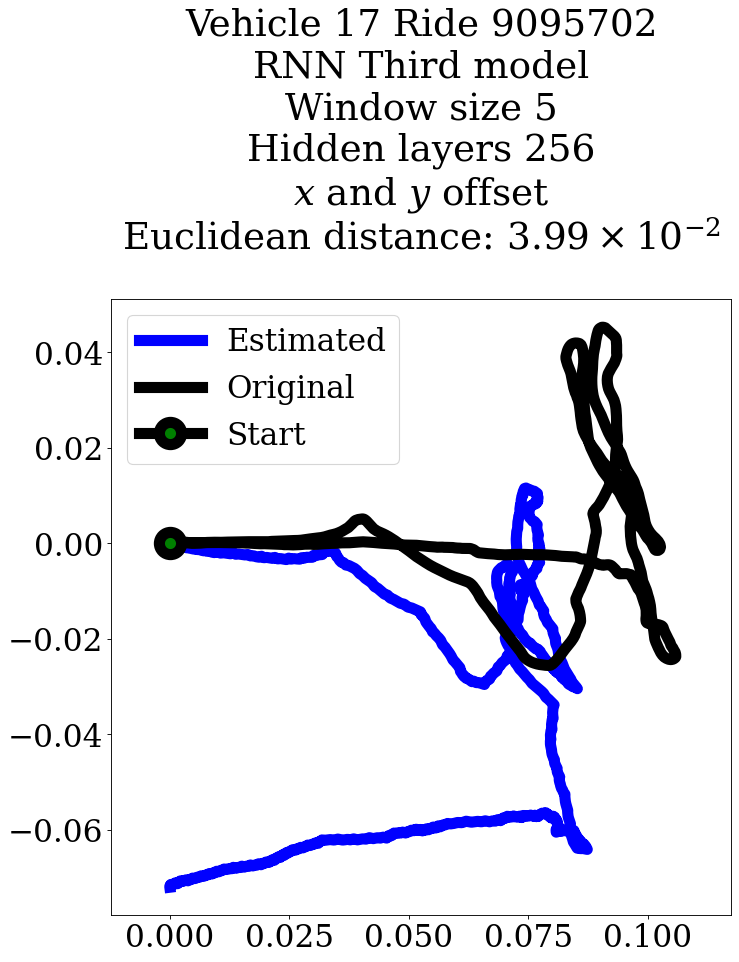 Vehicle 17 Ride 9095702
RNN Third model
Window size 5
Hidden layers 256
x and y offset
Euclidean distance: 3.99 × 10⁻²
Estimated
Original
Start
0.04
0.02
0.00
−0.02
−0.04
−0.06
0.000 0.025 0.050 0.075 0.100